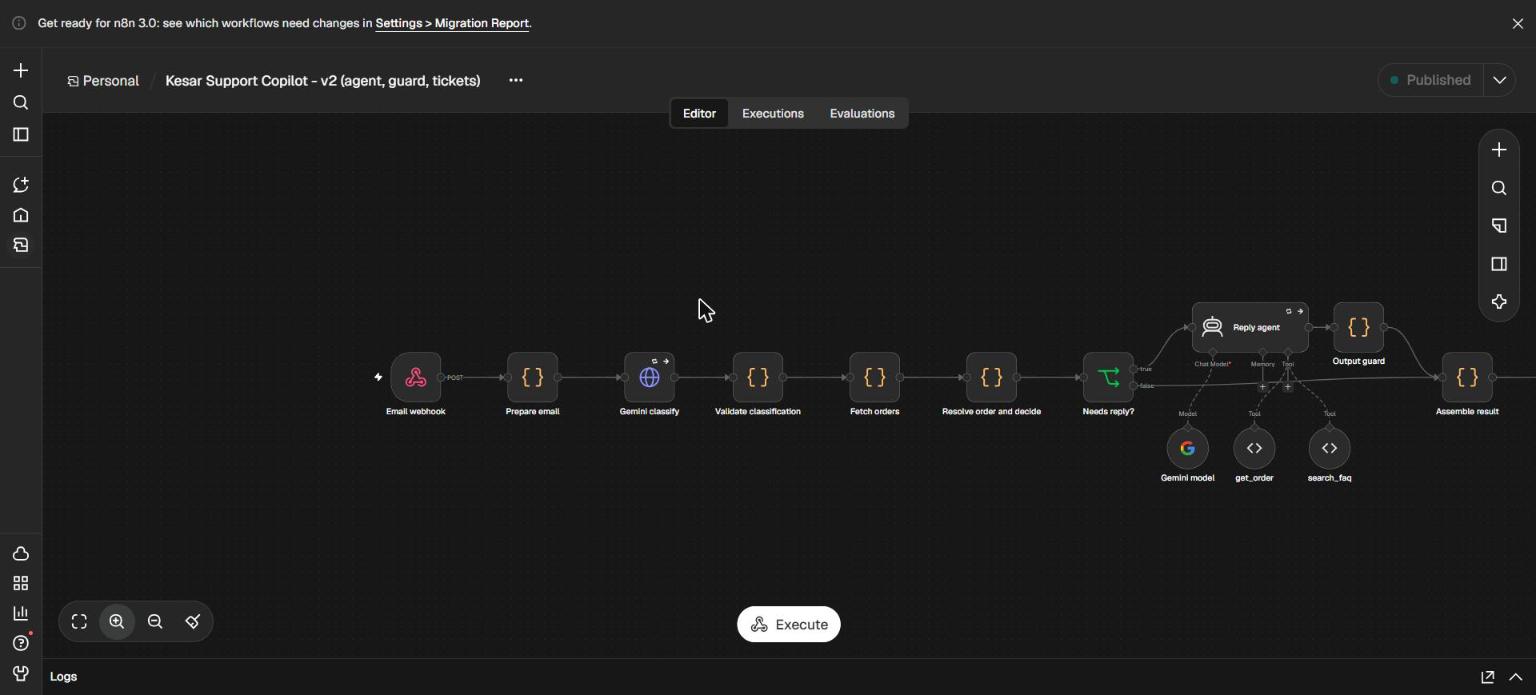 Get ready for n8n 3.0: see which workflows need changes in Settings > Migration Report.
Personal / Kesar Support Copilot - v2 (agent, guard, tickets) ...
Published
Editor Executions Evaluations
POST
Email webhook
Prepare email
Gemini classify
Validate classification
Fetch orders
Resolve order and decide
true
false
Needs reply?
Reply agent
Chat Model*
Memory
Tool
Output guard
Assemble result
Model
Tool
Tool
Gemini model
get_order
search_faq
Execute
Logs